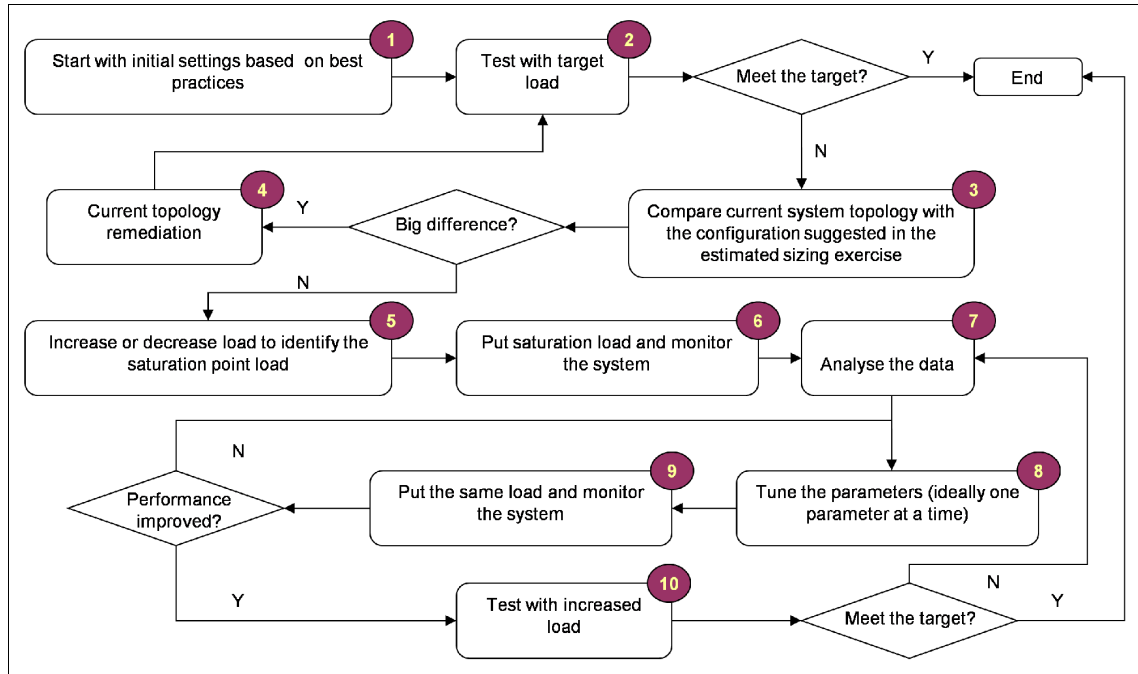 1
Start with initial settings based on best
practices
2
Test with target
load
Meet the target?
Y
End
N
3
Compare current system topology with
the configuration suggested in the
estimated sizing exercise
Big difference?
Y
4
Current topology
remediation
N
5
Increase or decrease load to identify the
saturation point load
6
Put saturation load and monitor
the system
7
Analyse the data
8
Tune the parameters (ideally one
parameter at a time)
9
Put the same load and monitor
the system
Performance
improved?
N
Y
10
Test with increased
load
Meet the target?
N
Y